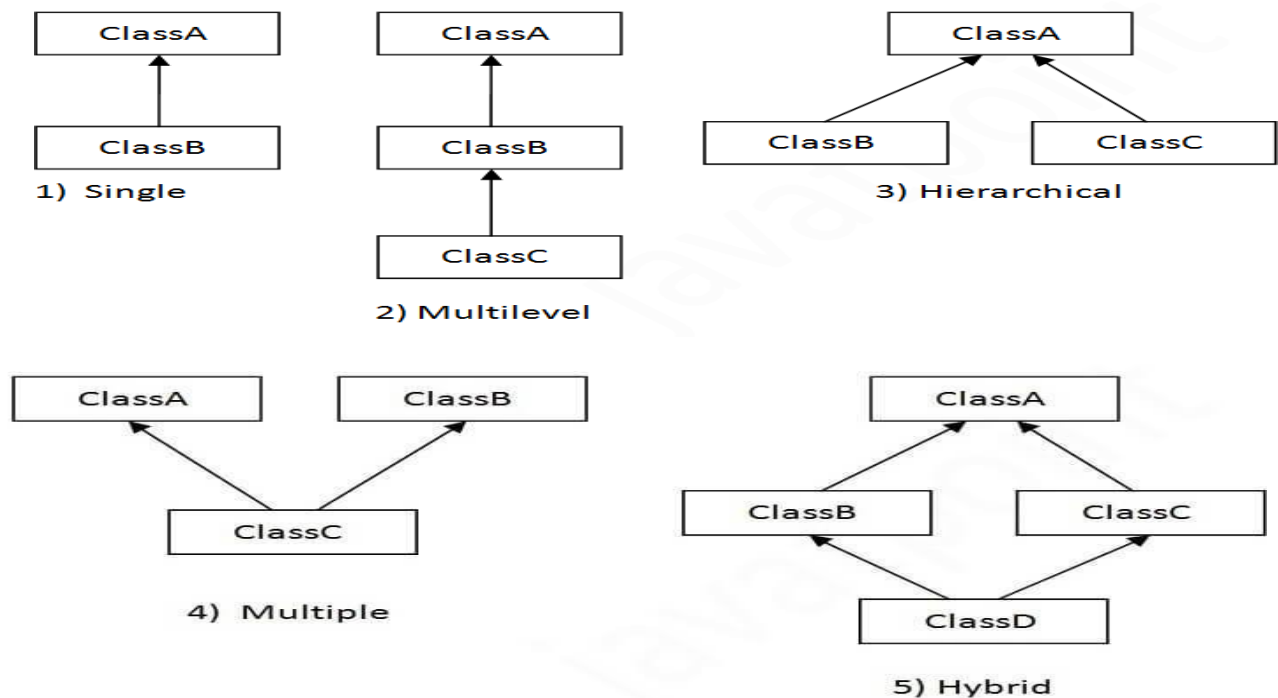 ClassA
ClassB
1) Single
ClassA
ClassB
ClassC
2) Multilevel
ClassA
ClassB
ClassC
3) Hierarchical
ClassA
ClassB
ClassC
4) Multiple
ClassA
ClassB
ClassC
ClassD
5) Hybrid